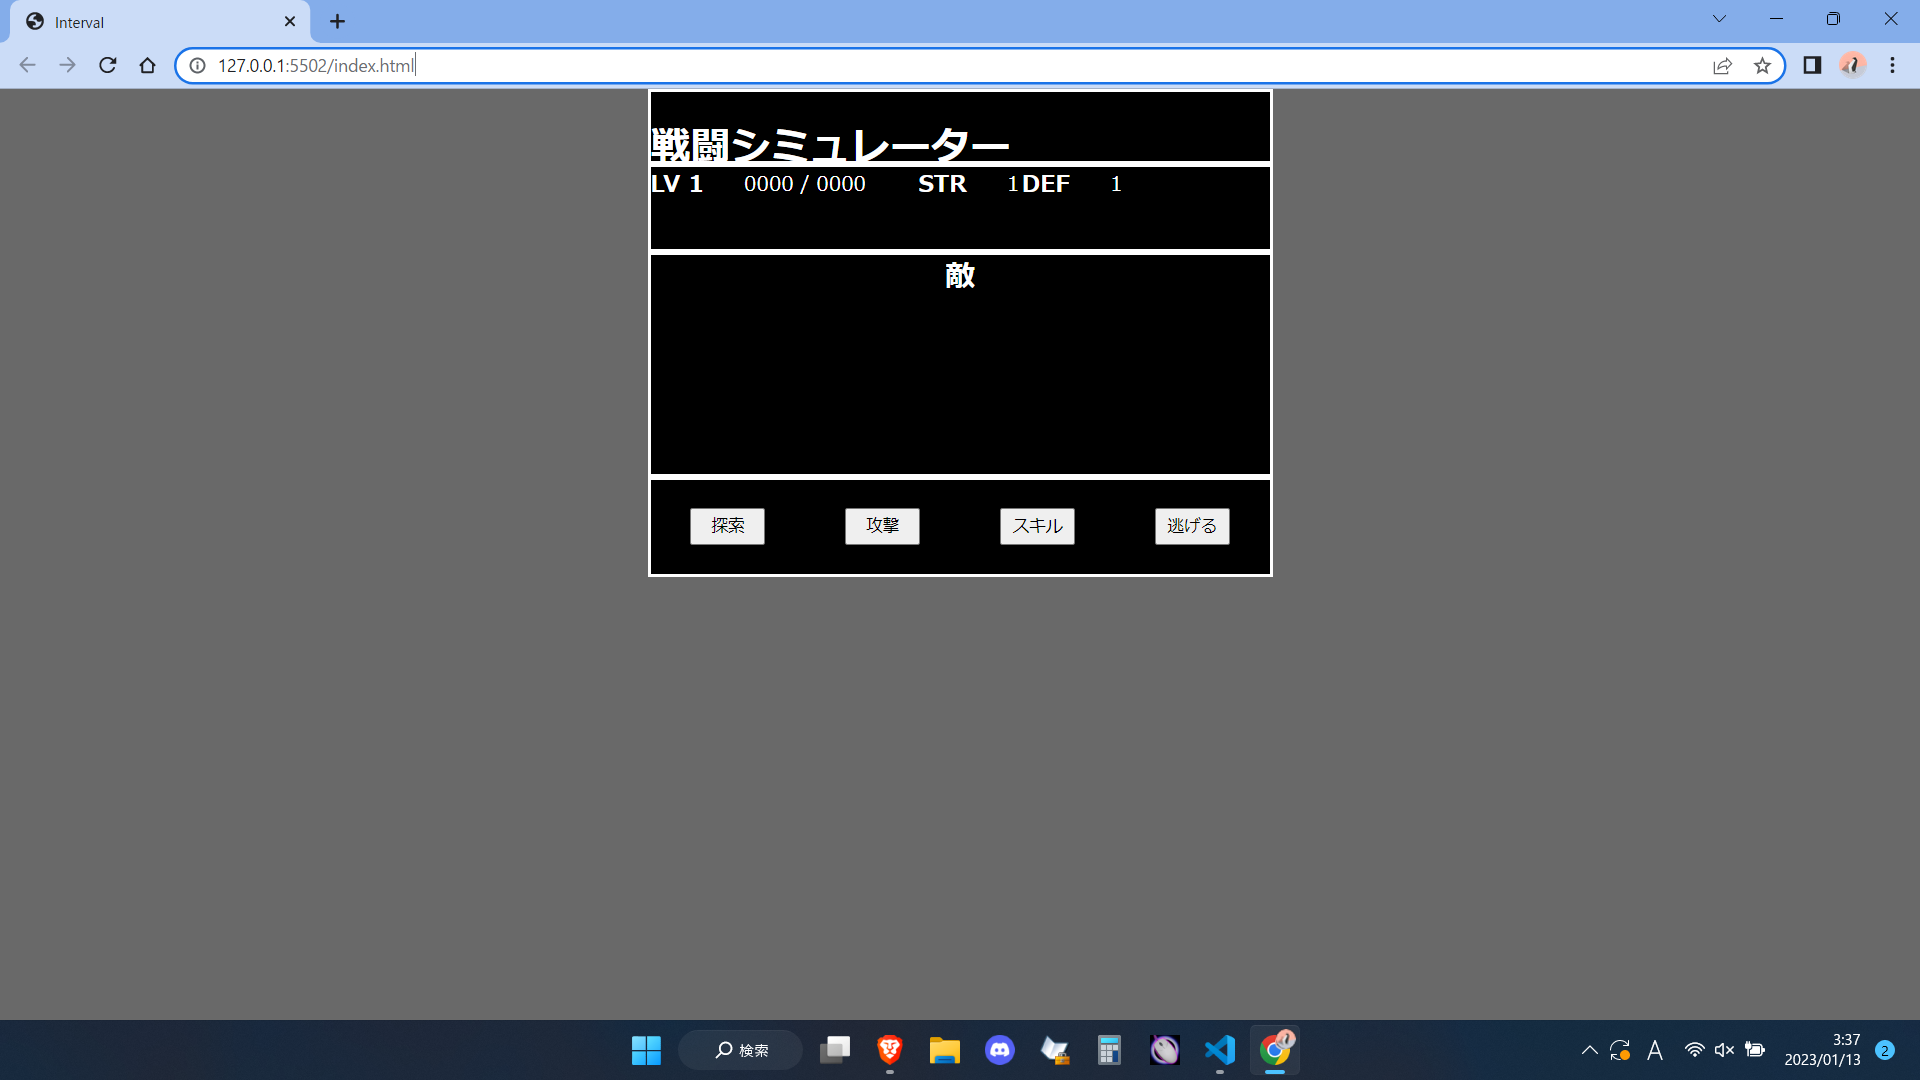 Interval
127.0.0.1:5502/index.html
戦闘シミュレーター
LV 1 0000 / 0000 STR 1 DEF 1
敵
探索 攻撃 スキル 逃げる
検索
A
3:37
2023/01/13
2